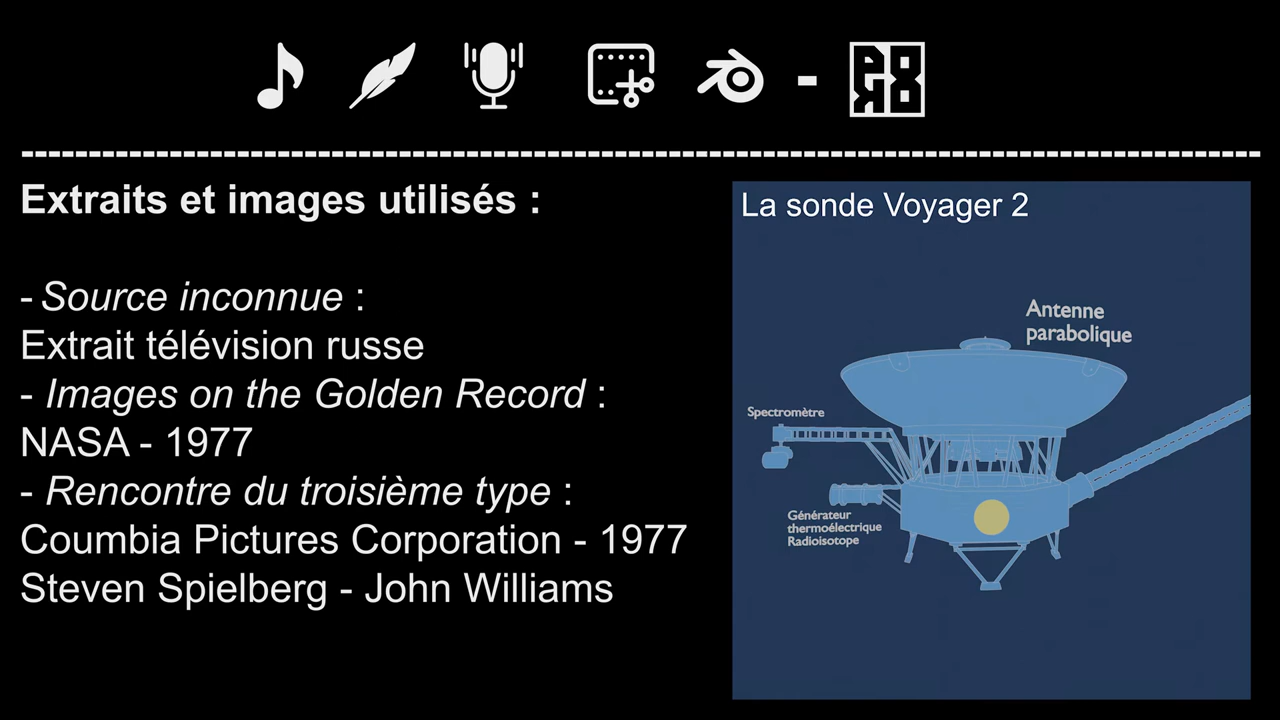 Extraits et images utilisés :
- Source inconnue :
Extrait télévision russe
- Images on the Golden Record :
NASA - 1977
- Rencontre du troisième type :
Coumbia Pictures Corporation - 1977
Steven Spielberg - John Williams
La sonde Voyager 2
Antenne
parabolique
Spectromètre
Générateur
thermoélectrique
Radioisotope